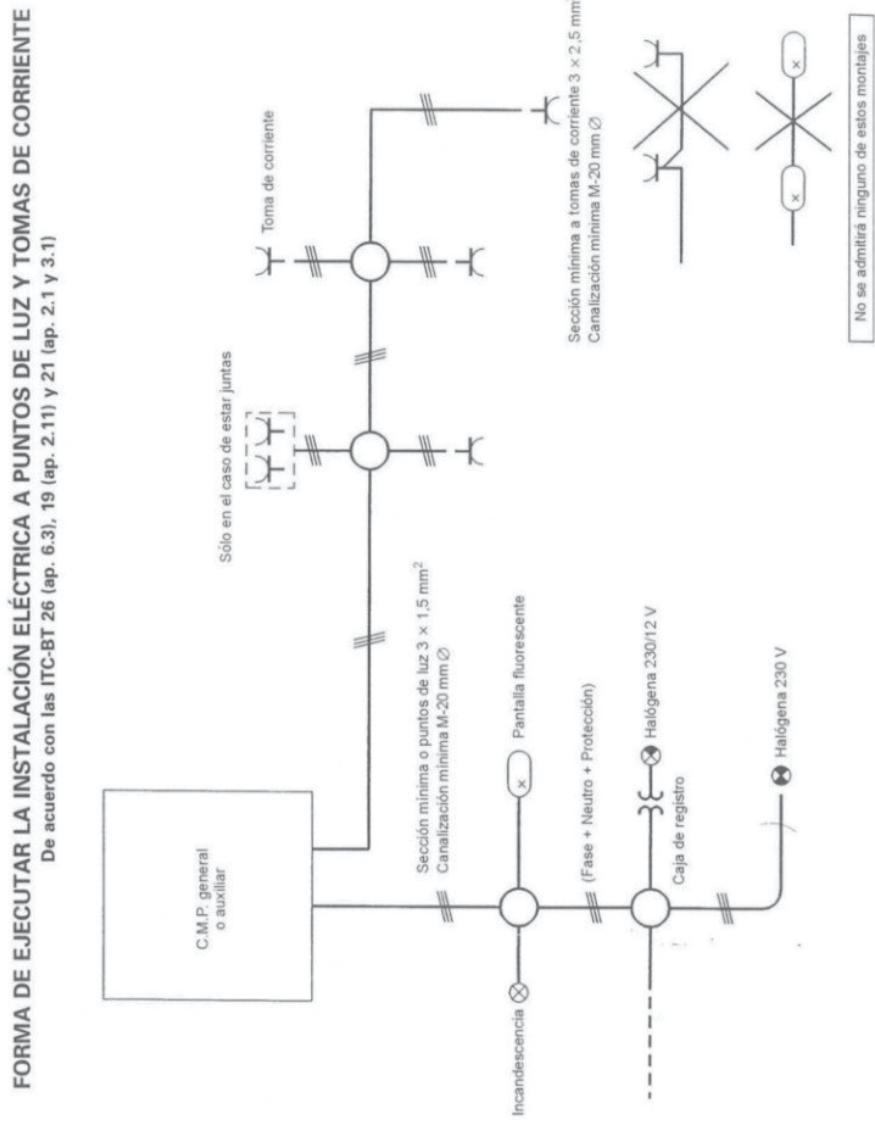 FORMA DE EJECUTAR LA INSTALACIÓN ELÉCTRICA A PUNTOS DE LUZ Y TOMAS DE CORRIENTE
De acuerdo con las ITC-BT 26 (ap. 6.3), 19 (ap. 2.11) y 21 (ap. 2.1 y 3.1)
C.M.P. general
o auxiliar
Sólo en el caso de estar juntas
Toma de corriente
Sección mínima o puntos de luz 3 × 1,5 mm²
Canalización mínima M-20 mm Ø
Incandescencia
x
Pantalla fluorescente
(Fase + Neutro + Protección)
Halógena 230/12 V
Caja de registro
Halógena 230 V
Sección mínima a tomas de corriente 3 × 2,5 mm
Canalización mínima M-20 mm Ø
x
x
No se admitirá ninguno de estos montajes